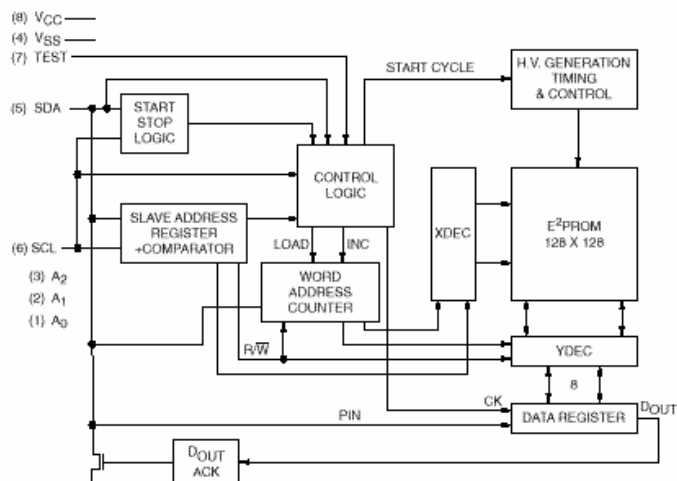 (8) VCC
(4) VSS
(7) TEST
START CYCLE
H.V. GENERATION
TIMING
& CONTROL
(5) SDA
START
STOP
LOGIC
CONTROL
LOGIC
XDEC
E²PROM
128 X 128
SLAVE ADDRESS
REGISTER
+COMPARATOR
(6) SCL
LOAD
INC
(3) A2
(2) A1
(1) A0
WORD
ADDRESS
COUNTER
R/W̅
YDEC
8
CK
DOUT
PIN
DATA REGISTER
DOUT
ACK